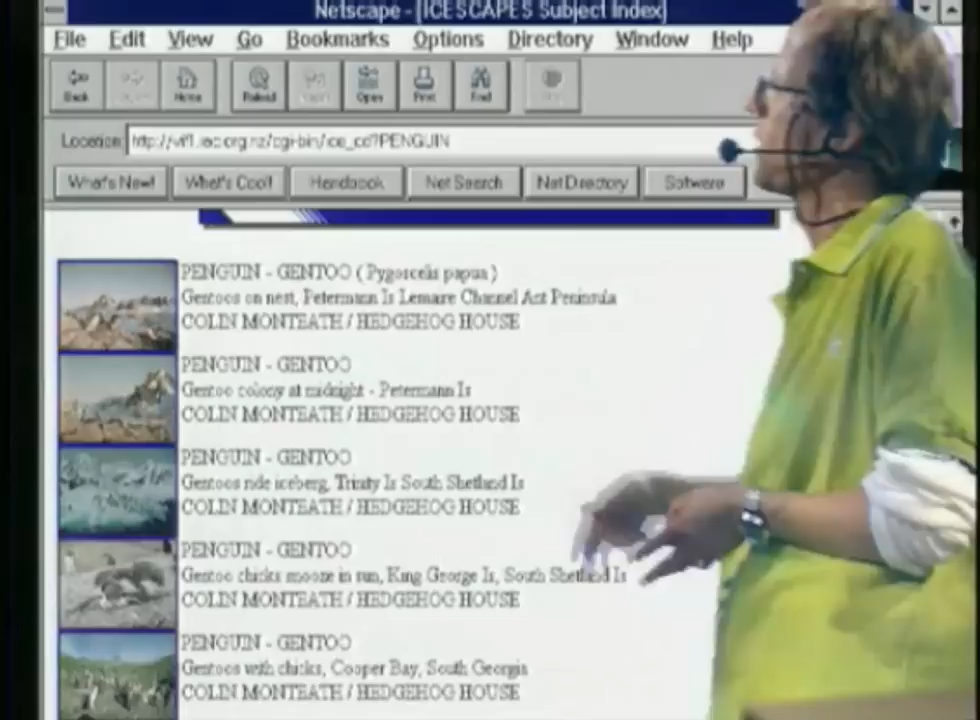 Netscape - [ICESCAPES Subject Index]
File Edit View Go Bookmarks Options Directory Window Help
Back Home Reload Open Print Find
Location:
What's New! What's Cool! Handbook Net Search Net Directory Software
PENGUIN - GENTOO ( Pygoscelis papua )
Gentoos on nest, Petermann Is Lemaire Channel Ant Peninsula
COLIN MONTEATH / HEDGEHOG HOUSE
PENGUIN - GENTOO
Gentoo colony at midnight - Petermann Is
COLIN MONTEATH / HEDGEHOG HOUSE
PENGUIN - GENTOO
Gentoos ride iceberg, Trinity Is South Shetland Is
COLIN MONTEATH / HEDGEHOG HOUSE
PENGUIN - GENTOO
Gentoo chicks snooze in sun, King George Is, South Shetland Is
COLIN MONTEATH / HEDGEHOG HOUSE
PENGUIN - GENTOO
Gentoos with chicks, Cooper Bay, South Georgia
COLIN MONTEATH / HEDGEHOG HOUSE